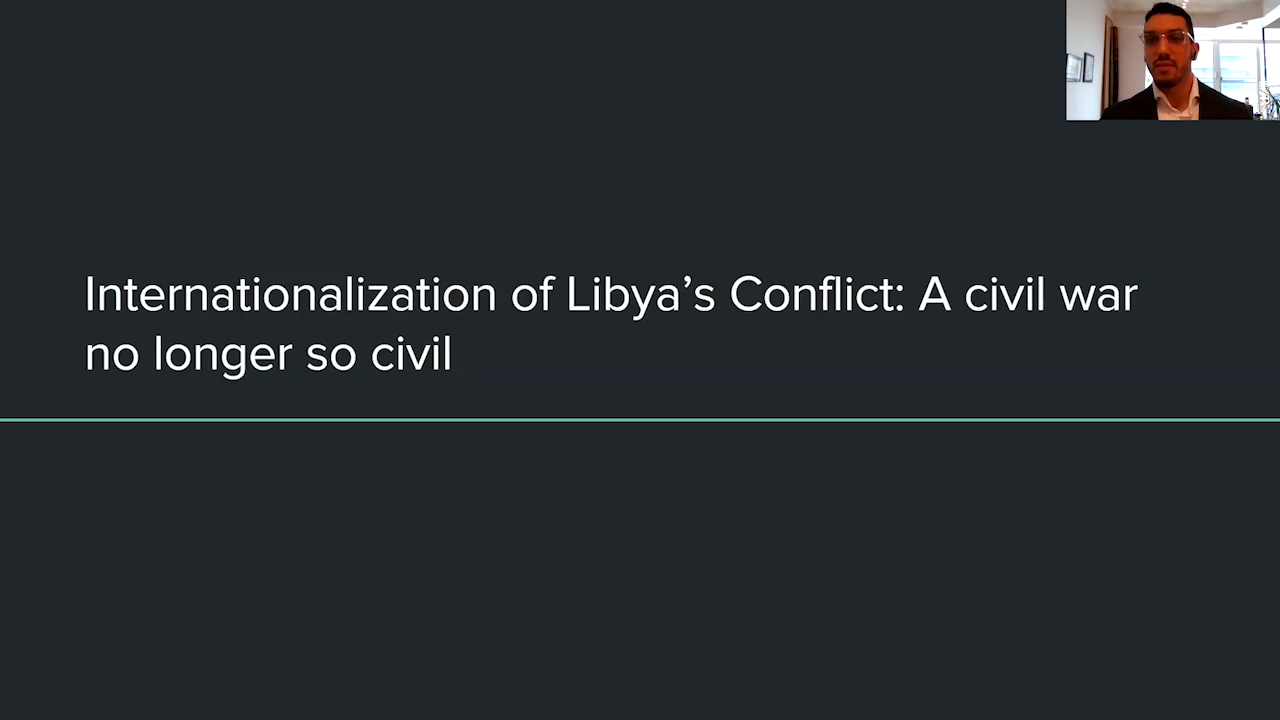 Internationalization of Libya’s Conflict: A civil war
no longer so civil